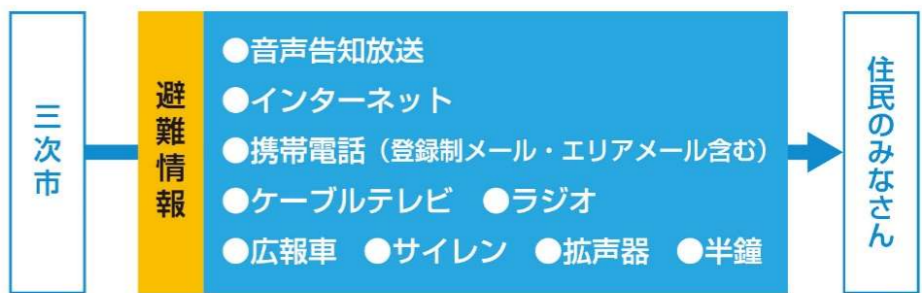 三次市
避難情報
●音声告知放送
●インターネット
●携帯電話（登録制メール・エリアメール含む）
●ケーブルテレビ ●ラジオ
●広報車 ●サイレン ●拡声器 ●半鐘
住民のみなさん